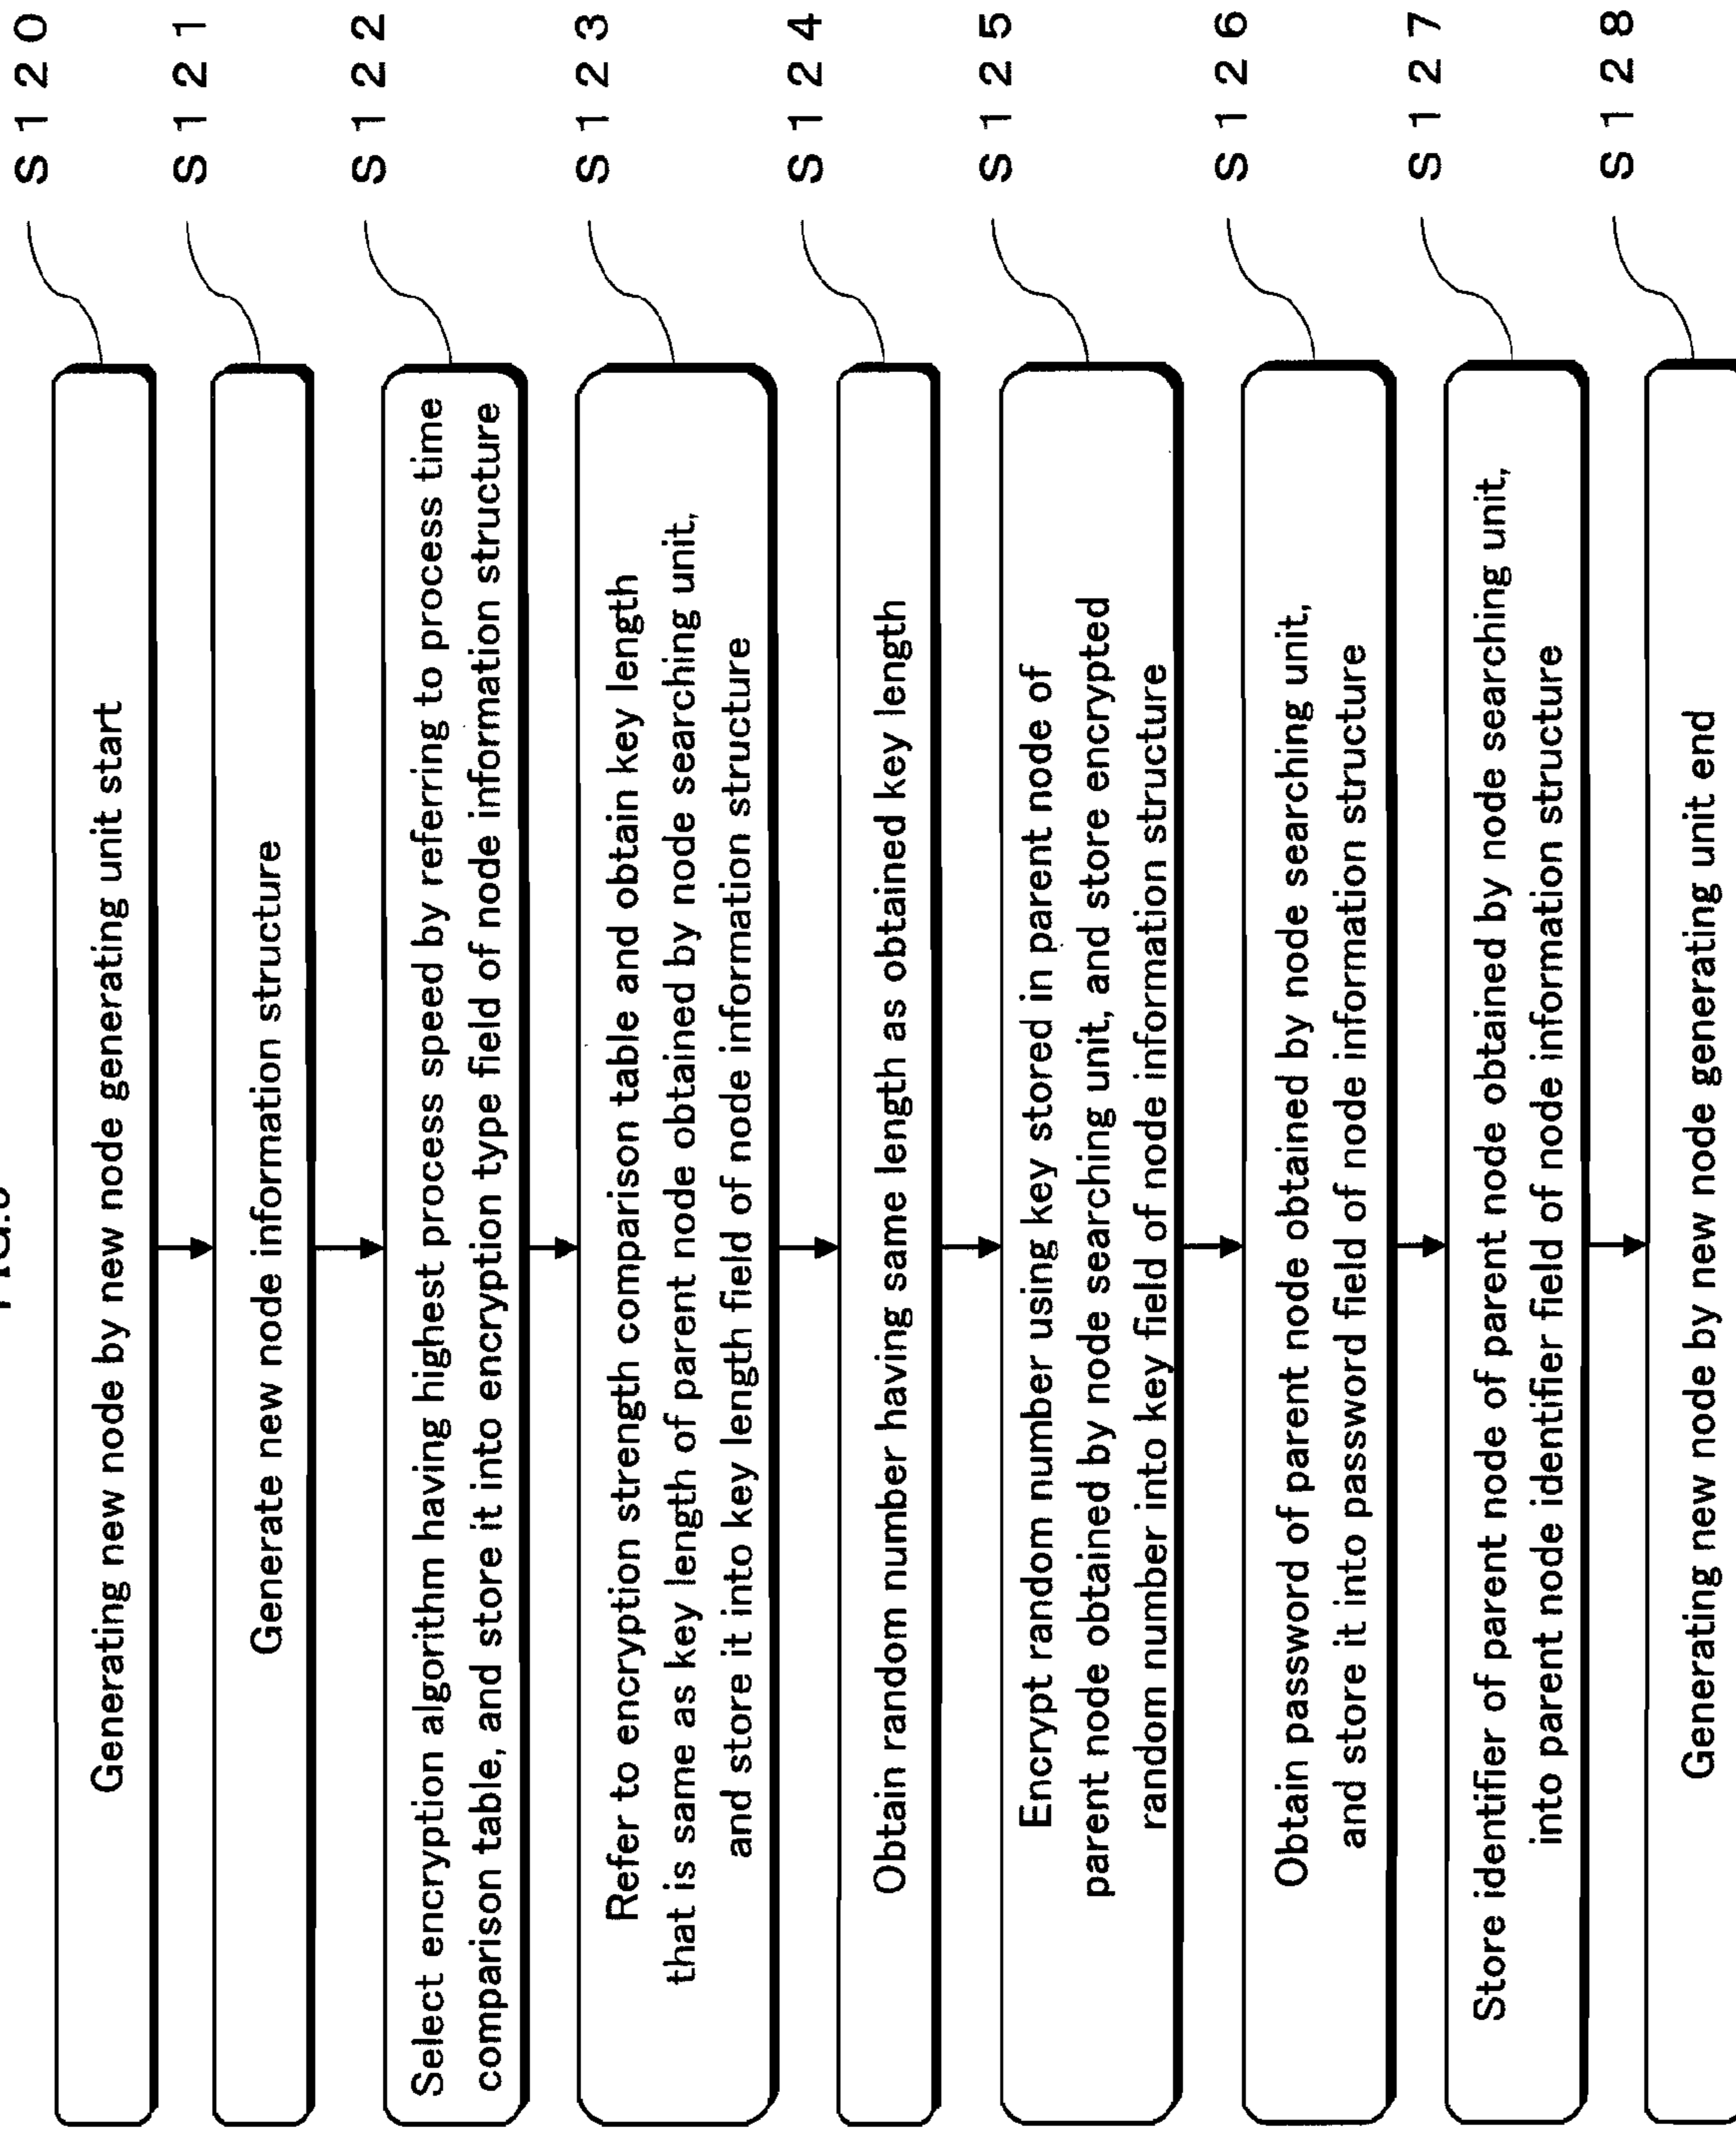 S120
Generating new node by new node generating unit start
S121
Generate new node information structure
S122
Select encryption algorithm having highest process speed by referring to process time
comparison table, and store it into encryption type field of node information structure
S123
Refer to encryption strength comparison table and obtain key length
that is same as key length of parent node obtained by node searching unit,
and store it into key length field of node information structure
S124
Obtain random number having same length as obtained key length
S125
Encrypt random number using key stored in parent node of
parent node obtained by node searching unit, and store encrypted
random number into key field of node information structure
S126
Obtain password of parent node obtained by node searching unit,
and store it into password field of node information structure
S127
Store identifier of parent node of parent node obtained by node searching unit,
into parent node identifier field of node information structure
S128
Generating new node by new node generating unit end